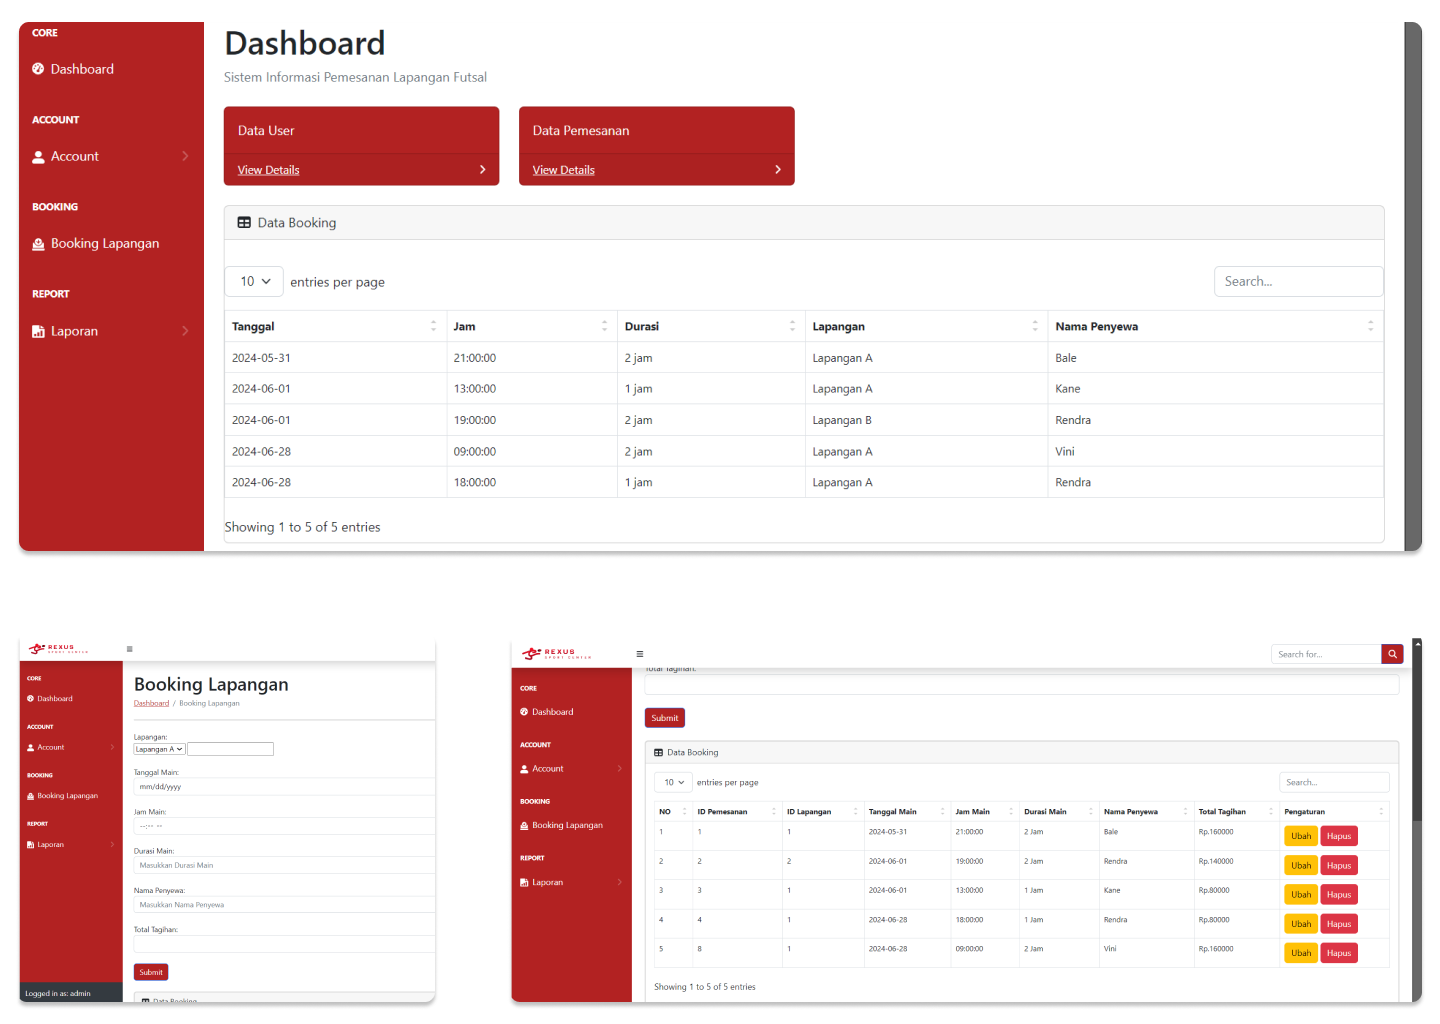 CORE
Dashboard
ACCOUNT
Account
BOOKING
Booking Lapangan
REPORT
Laporan
Dashboard
Sistem Informasi Pemesanan Lapangan Futsal
Data User
View Details
Data Pemesanan
View Details
Data Booking
10 entries per page
Search...
Tanggal Jam Durasi Lapangan Nama Penyewa
2024-05-31 21:00:00 2 jam Lapangan A Bale
2024-06-01 13:00:00 1 jam Lapangan A Kane
2024-06-01 19:00:00 2 jam Lapangan B Rendra
2024-06-28 09:00:00 2 jam Lapangan A Vini
2024-06-28 18:00:00 1 jam Lapangan A Rendra
Showing 1 to 5 of 5 entries
REXUS
SPORT CENTER
CORE
Dashboard
ACCOUNT
Account
BOOKING
Booking Lapangan
REPORT
Laporan
Logged in as: admin
Booking Lapangan
Dashboard / Booking Lapangan
Lapangan:
Lapangan A
Tanggal Main:
mm/dd/yyyy
Jam Main:
--:-- --
Durasi Main:
Masukkan Durasi Main
Nama Penyewa:
Masukkan Nama Penyewa
Total Tagihan:
Submit
Data Booking
REXUS
SPORT CENTER
Search for...
CORE
Dashboard
ACCOUNT
Account
BOOKING
Booking Lapangan
REPORT
Laporan
Total Tagihan:
Submit
Data Booking
10 entries per page
Search...
NO ID Pemesanan ID Lapangan Tanggal Main Jam Main Durasi Main Nama Penyewa Total Tagihan Pengaturan
1 1 1 2024-05-31 21:00:00 2 Jam Bale Rp.160000 Ubah Hapus
2 2 2 2024-06-01 19:00:00 2 Jam Rendra Rp.140000 Ubah Hapus
3 3 1 2024-06-01 13:00:00 1 Jam Kane Rp.80000 Ubah Hapus
4 4 1 2024-06-28 18:00:00 1 Jam Rendra Rp.80000 Ubah Hapus
5 8 1 2024-06-28 09:00:00 2 Jam Vini Rp.160000 Ubah Hapus
Showing 1 to 5 of 5 entries